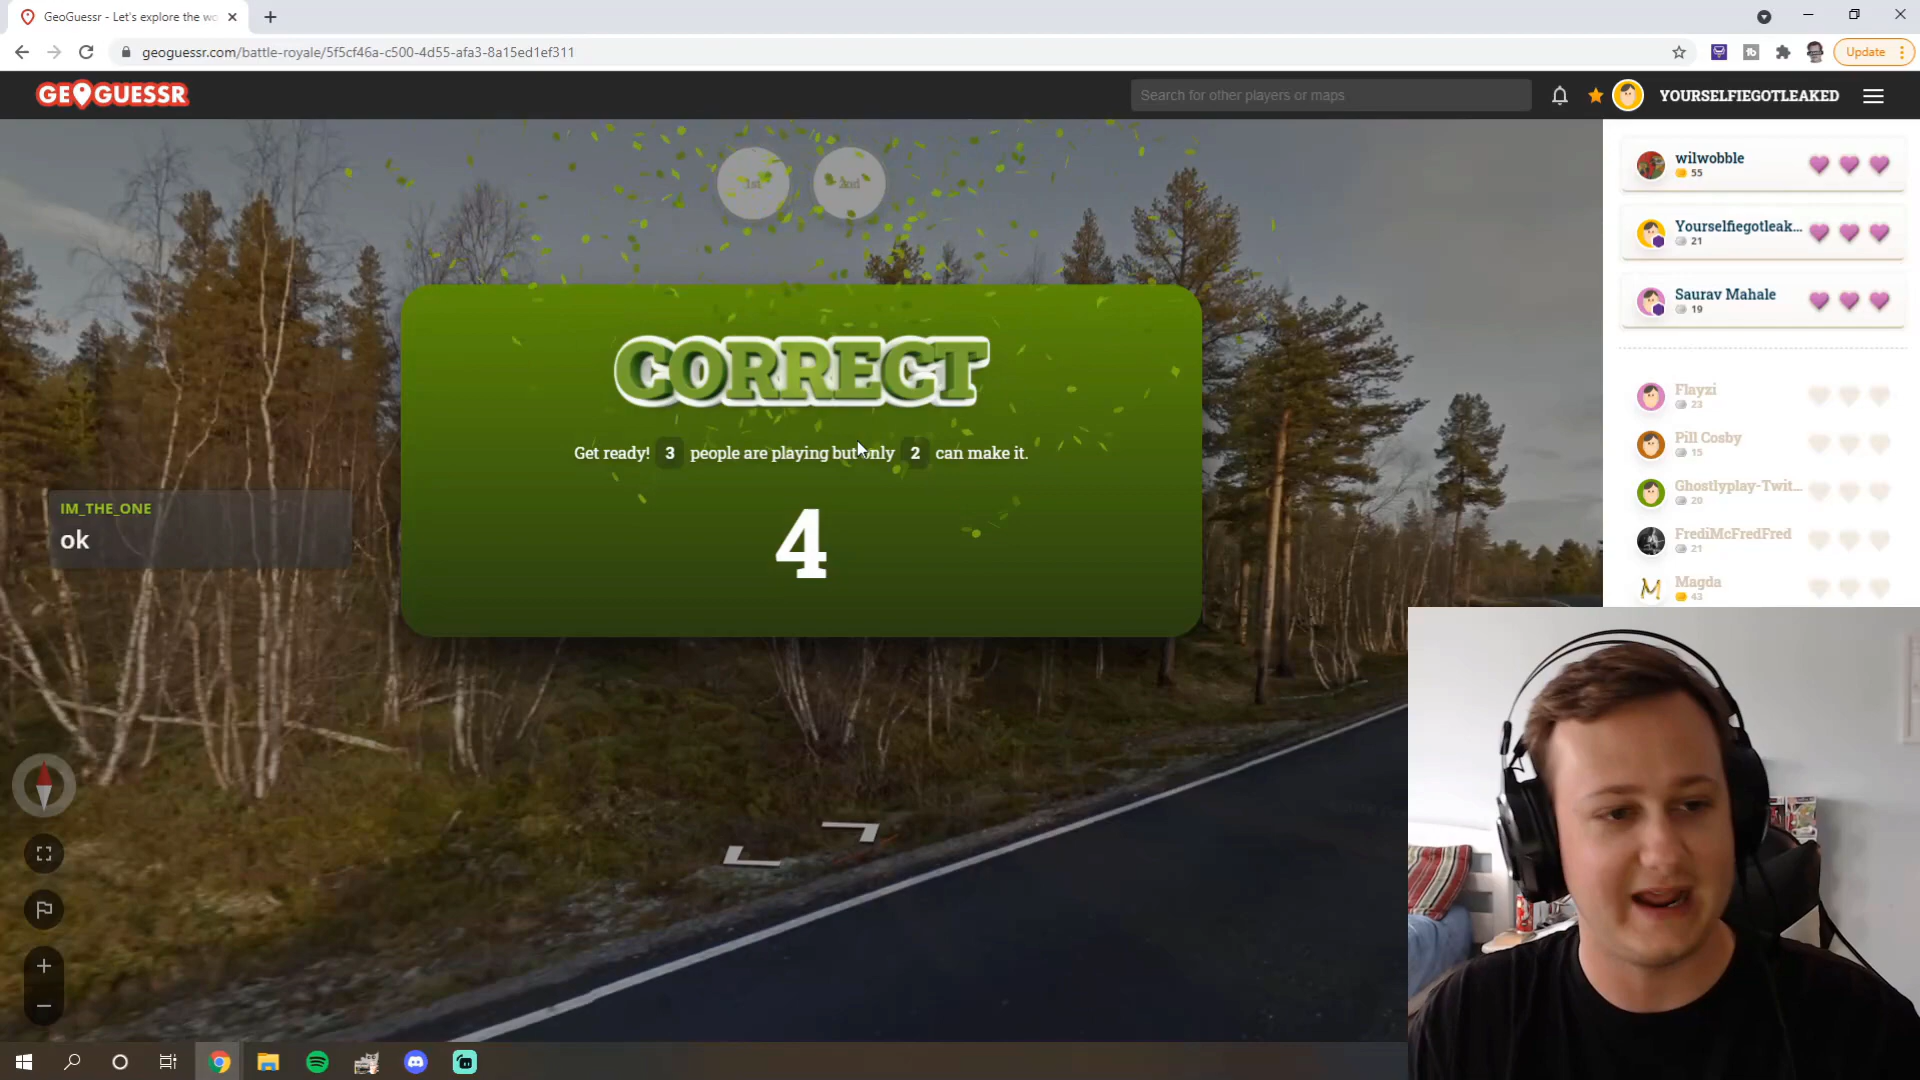 GeoGuessr - Let's explore the wo
geoguessr.com/battle-royale/5f5cf46a-c500-4d55-afa3-8a15ed1ef311
Update
GEOGUESSR
Search for other players or maps
YOURSELFIEGOTLEAKED
1st
2nd
wilwobble
55
Yourselfiegotleak...
21
Saurav Mahale
19
CORRECT
Get ready! 3 people are playing but only 2 can make it.
4
IM_THE_ONE
ok
Flayzi
23
Pill Cosby
15
Ghostlyplay-Twit...
20
FrediMcFredFred
21
Magda
43